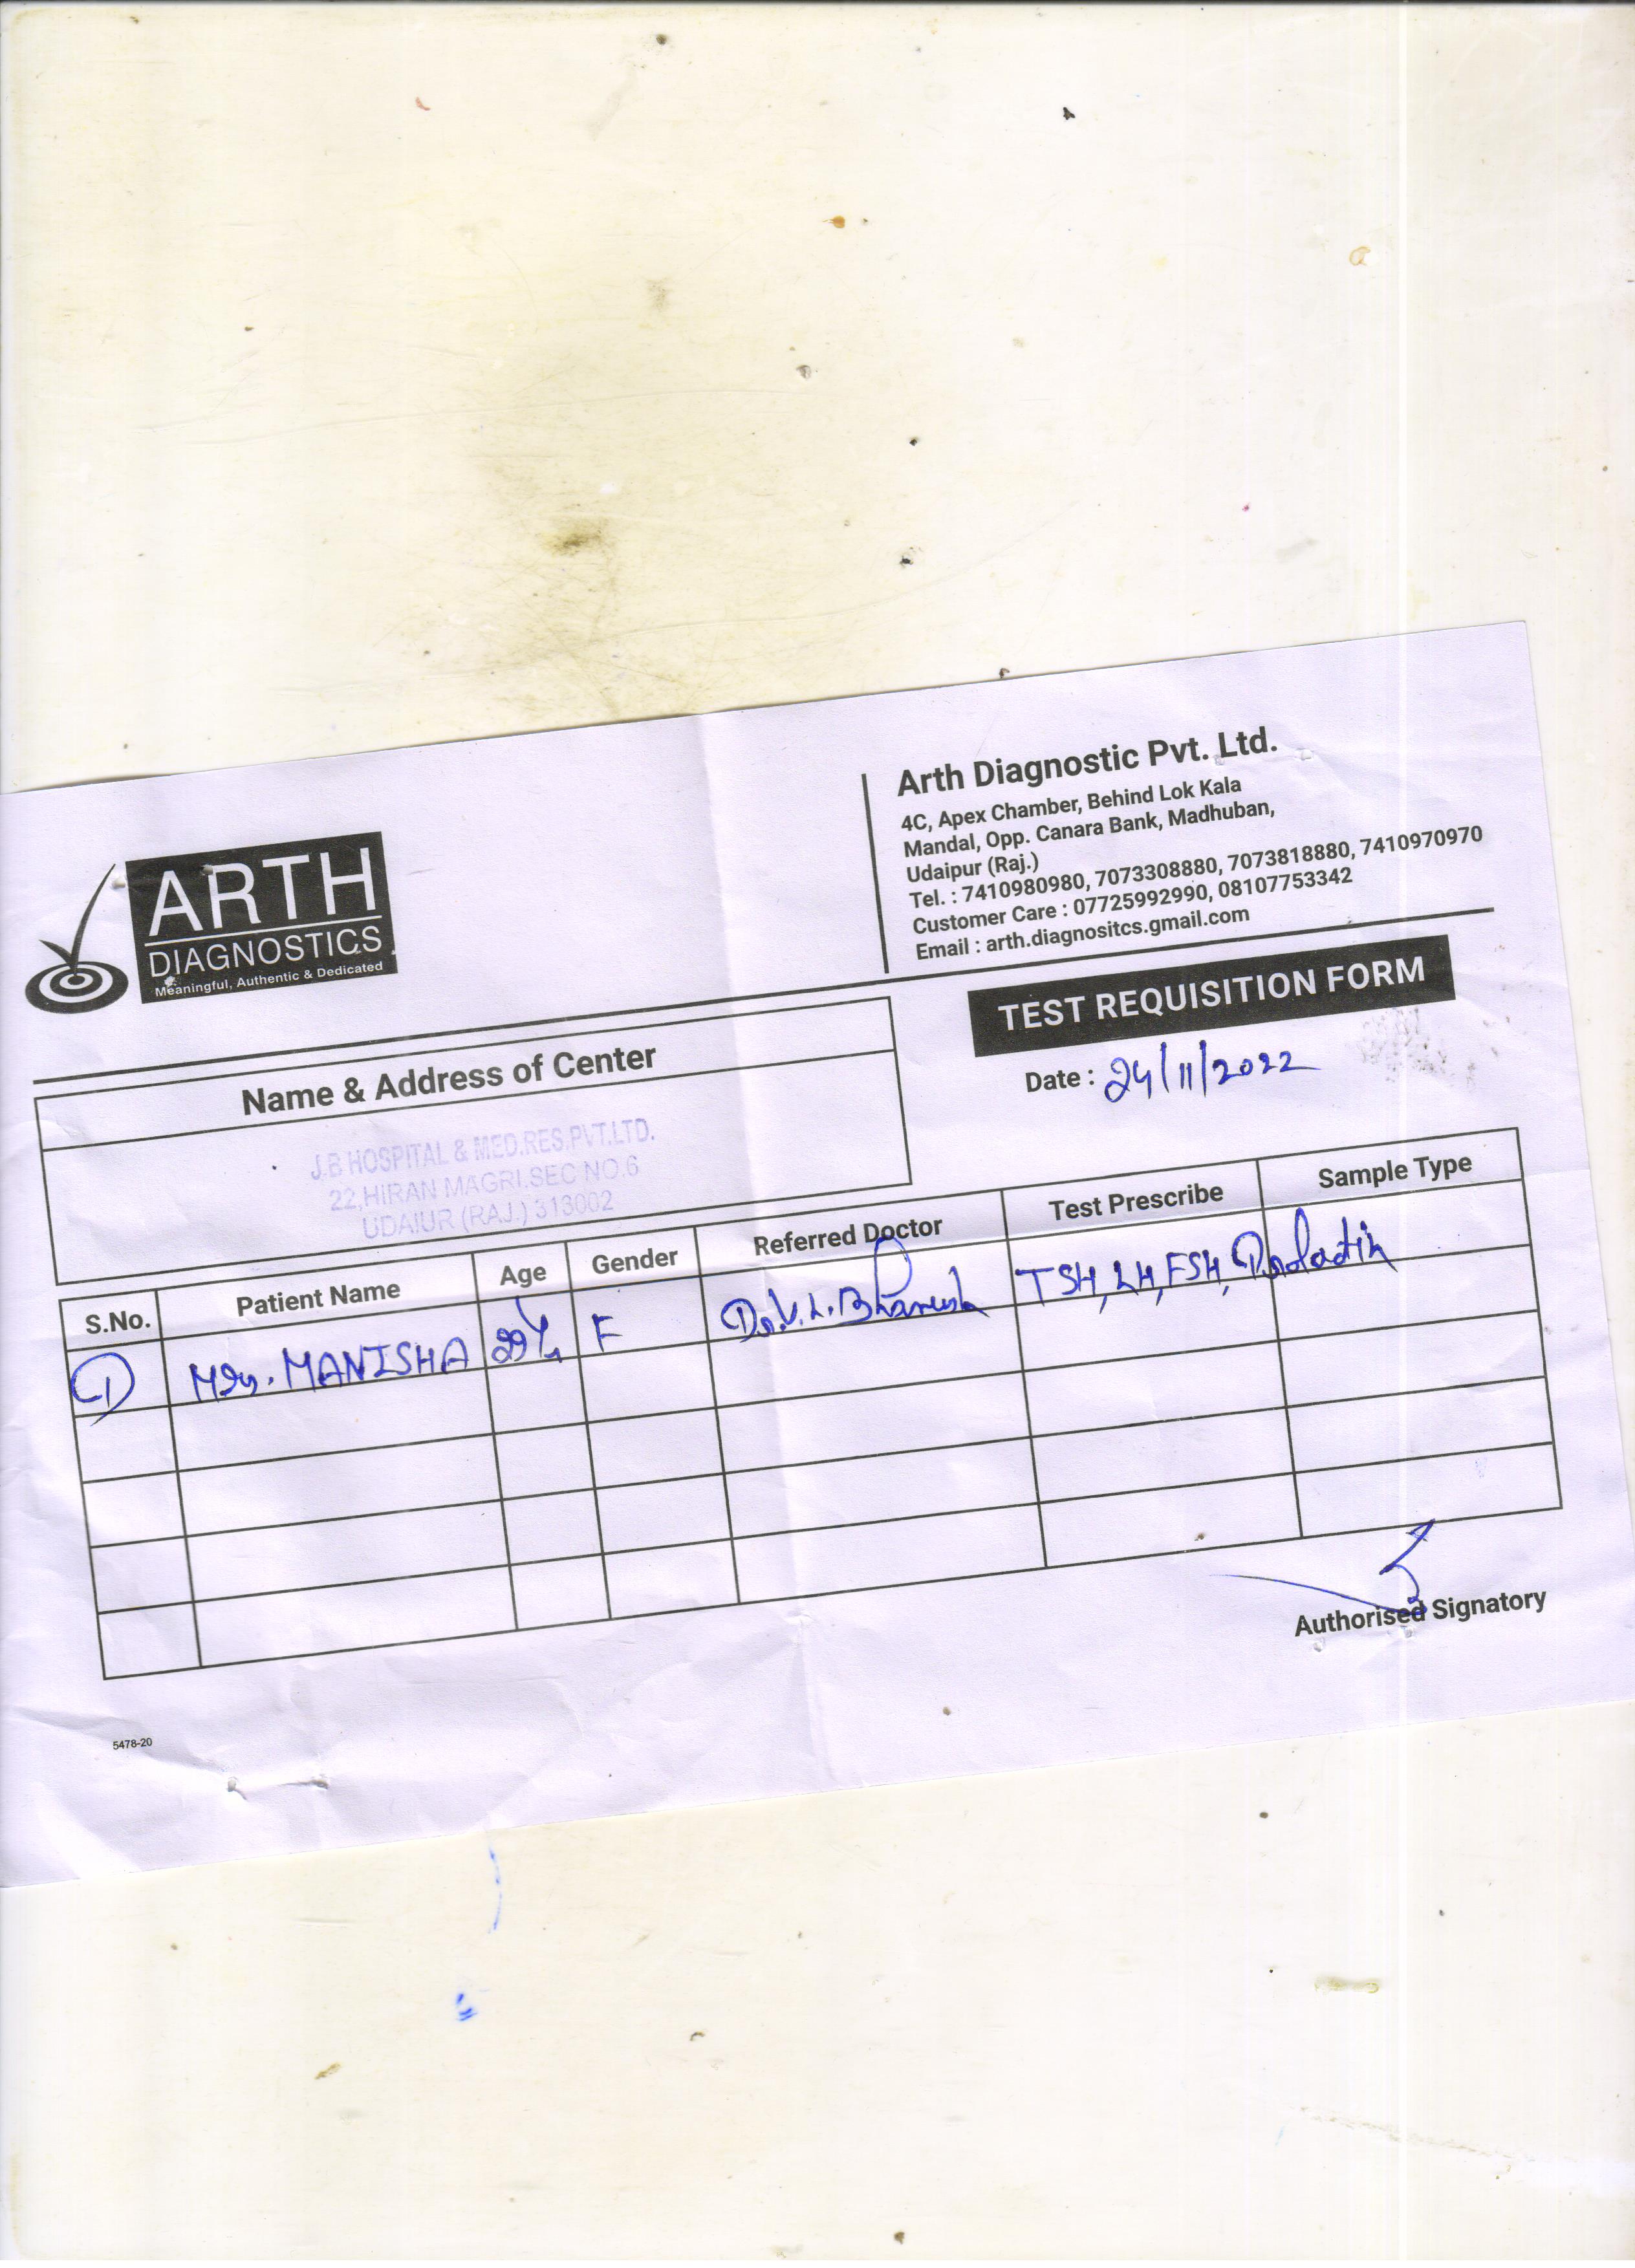 ARTH
DIAGNOSTICS
Meaningful, Authentic & Dedicated
Arth Diagnostic Pvt. Ltd.
4C, Apex Chamber, Behind Lok Kala
Mandal, Opp. Canara Bank, Madhuban,
Udaipur (Raj.)
Tel. : 7410980980, 7073308880, 7073818880, 7410970970
Customer Care : 07725992990, 08107753342
Email : arth.diagnositcs.gmail.com
TEST REQUISITION FORM
Date : 24/11/2022
Name & Address of Center
J.B HOSPITAL & MED.RES.PVT.LTD.
22,HIRAN MAGRI.SEC NO.6
UDAIUR (RAJ.) 313002
S.No. Patient Name Age Gender Referred Doctor Test Prescribe Sample Type
1 Mrs. MANISHA 29Y F Dr. V. L. TSH, LH, FSH, Prolactin
Authorised Signatory
5478-20